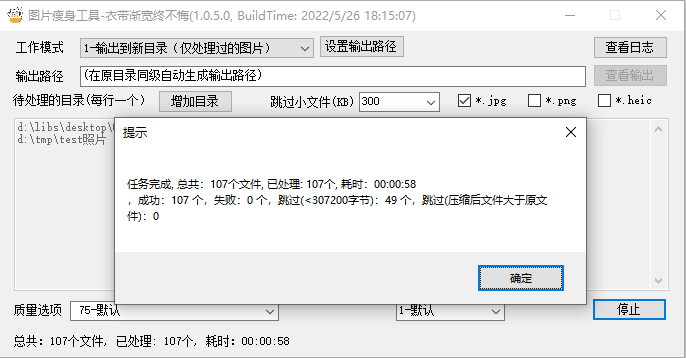 图片瘦身工具-衣带渐宽终不悔(1.0.5.0, BuildTime: 2022/5/26 18:15:07)
工作模式 1-输出到新目录（仅处理过的图片） 设置输出路径 查看日志
输出路径 (在原目录同级自动生成输出路径) 查看输出
待处理的目录(每行一个) 增加目录 跳过小文件(KB) 300 *.jpg *.png *.heic
d:\libs\desktop\
d:\tmp\test照片
提示
任务完成, 总共：107个文件, 已处理: 107个, 耗时：00:00:58
，成功：107 个，失败：0 个，跳过(<307200字节)：49 个，跳过(压缩后文件大于原文
件)：0
确定
质量选项 75-默认 1-默认 停止
总共：107个文件, 已处理: 107个, 耗时：00:00:58